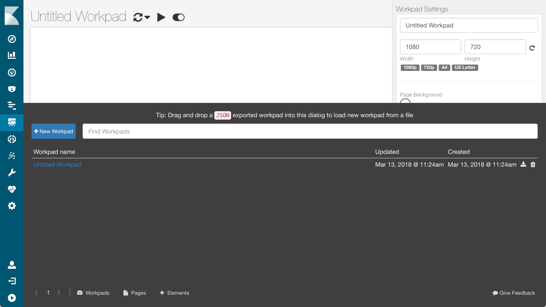 Untitled Workpad
Workpad Settings
Untitled Workpad
1080
720
Width
Height
1080p
720p
A4
US Letter
Page Background
Tip: Drag and drop a JSON exported workpad into this dialog to load new workpad from a file
+ New Workpad
Find Workpads
Workpad name
Updated
Created
Untitled Workpad
Mar 13, 2018 @ 11:24am
Mar 13, 2018 @ 11:24am
1
Workpads
Pages
Elements
Give Feedback